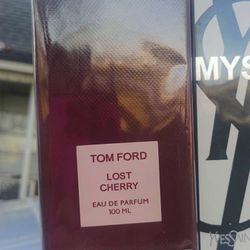 TOM FORD
LOST
CHERRY
EAU DE PARFUM
100 ML
MYS